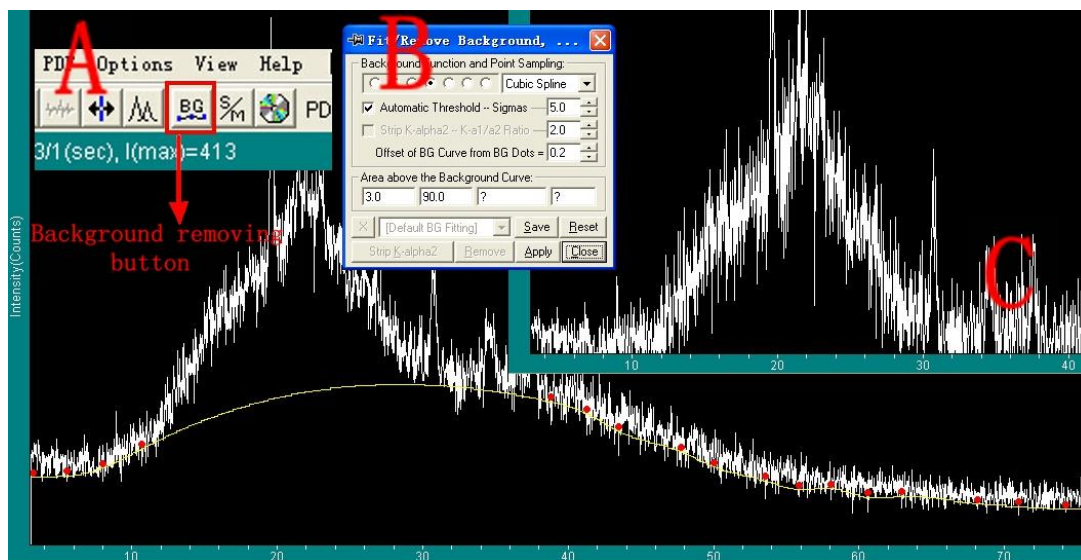 A
PDF Options View Help
BG S/M PD
3/1(sec), I(max)=413
Background removing
button
B
Fit/Remove Background, ...
Background Function and Point Sampling:
Cubic Spline
Automatic Threshold -- Sigmas 5.0
Strip K-alpha2 -- K-a1/a2 Ratio 2.0
Offset of BG Curve from BG Dots = 0.2
Area above the Background Curve:
3.0 90.0 ? ?
[Default BG Fitting] Save Reset
Strip K-alpha2 Remove Apply Close
C
10 20 30 40
Intensity(Counts)
10 20 30 40 50 60 70